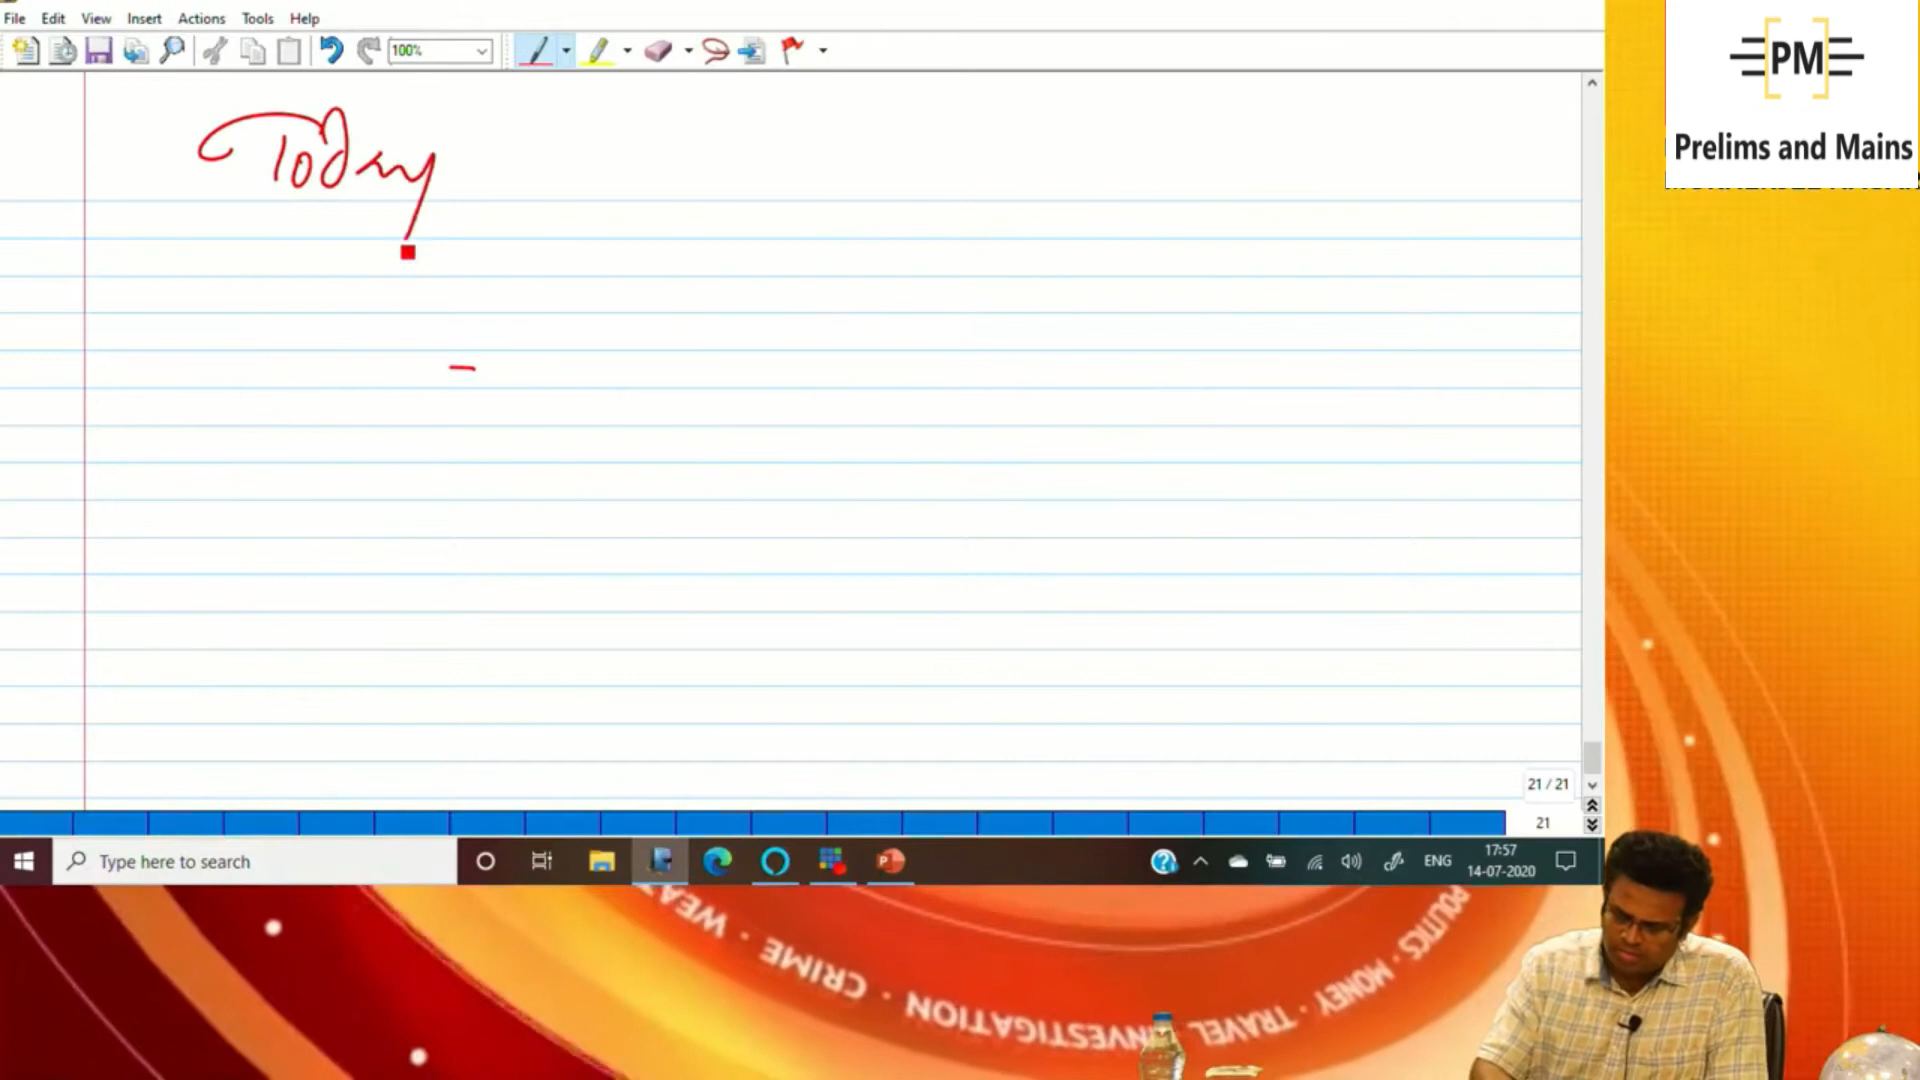 File Edit View Insert Actions Tools Help
100%
[PM]
Prelims and Mains
Today
-
21 / 21
21
Type here to search
ENG
17:57
14-07-2020
POLITICS · MONEY · TRAVEL · INVESTIGATION · CRIME ·